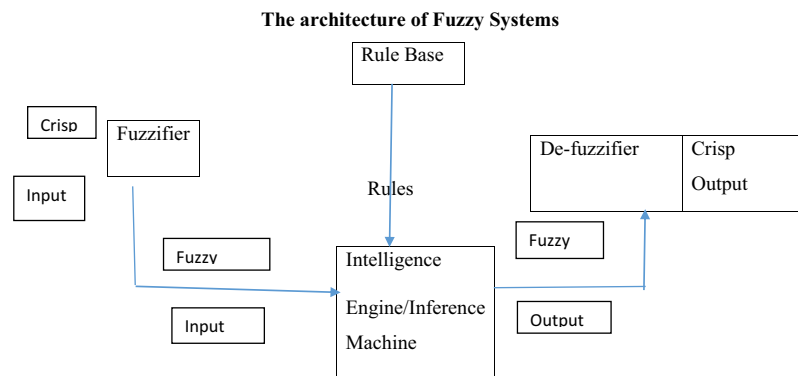 The architecture of Fuzzy Systems
Rule Base
Crisp
Fuzzifier
Input
Rules
De-fuzzifier
Crisp
Output
Fuzzy
Input
Intelligence
Engine/Inference
Machine
Fuzzy
Output